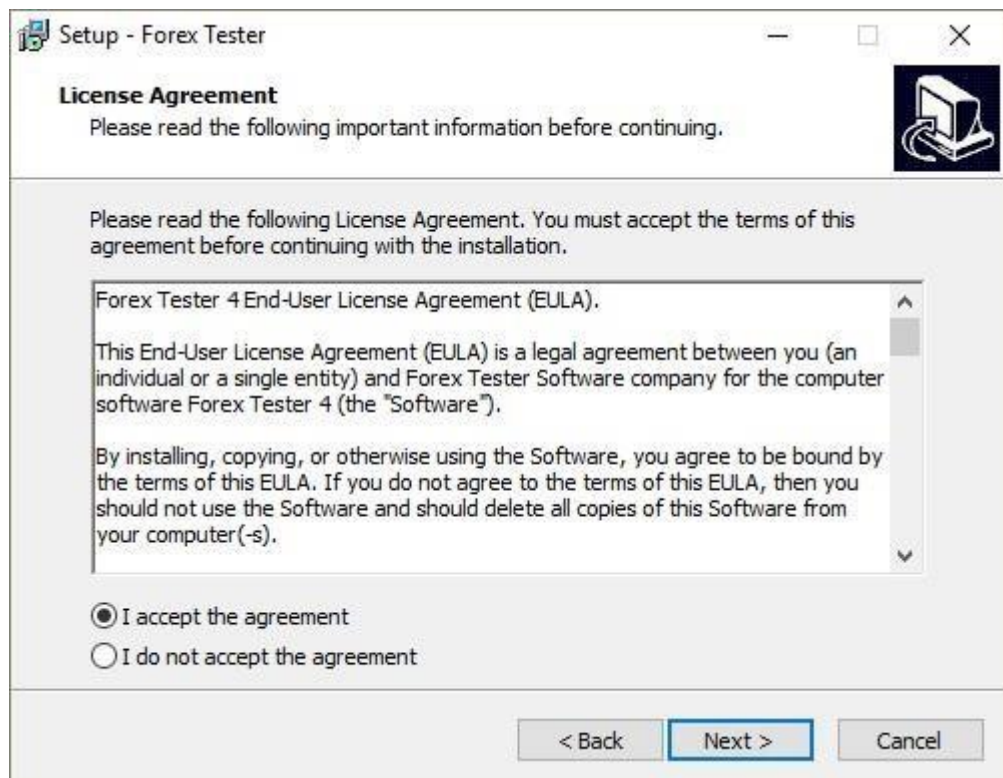 Setup - Forex Tester
License Agreement
Please read the following important information before continuing.
Please read the following License Agreement. You must accept the terms of this
agreement before continuing with the installation.
Forex Tester 4 End-User License Agreement (EULA).
This End-User License Agreement (EULA) is a legal agreement between you (an
individual or a single entity) and Forex Tester Software company for the computer
software Forex Tester 4 (the "Software").
By installing, copying, or otherwise using the Software, you agree to be bound by
the terms of this EULA. If you do not agree to the terms of this EULA, then you
should not use the Software and should delete all copies of this Software from
your computer(-s).
I accept the agreement
I do not accept the agreement
< Back Next > Cancel